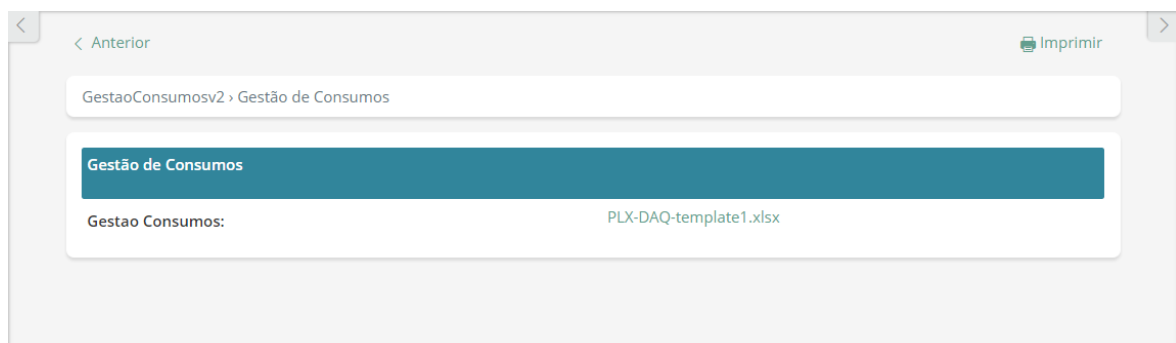 Anterior
Imprimir
GestaoConsumosv2 › Gestão de Consumos
Gestão de Consumos
Gestao Consumos:
PLX-DAQ-template1.xlsx